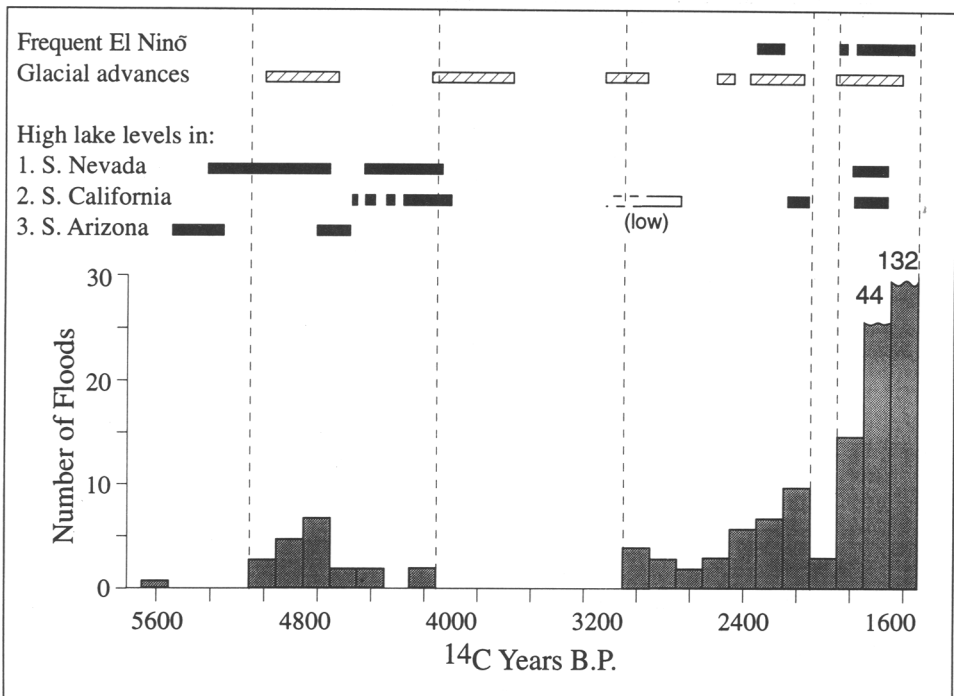 Frequent El Ninõ
Glacial advances
High lake levels in:
1. S. Nevada
2. S. California
3. S. Arizona
(low)
132
44
30
20
10
0
Number of Floods
5600 4800 4000 3200 2400 1600
14C Years B.P.